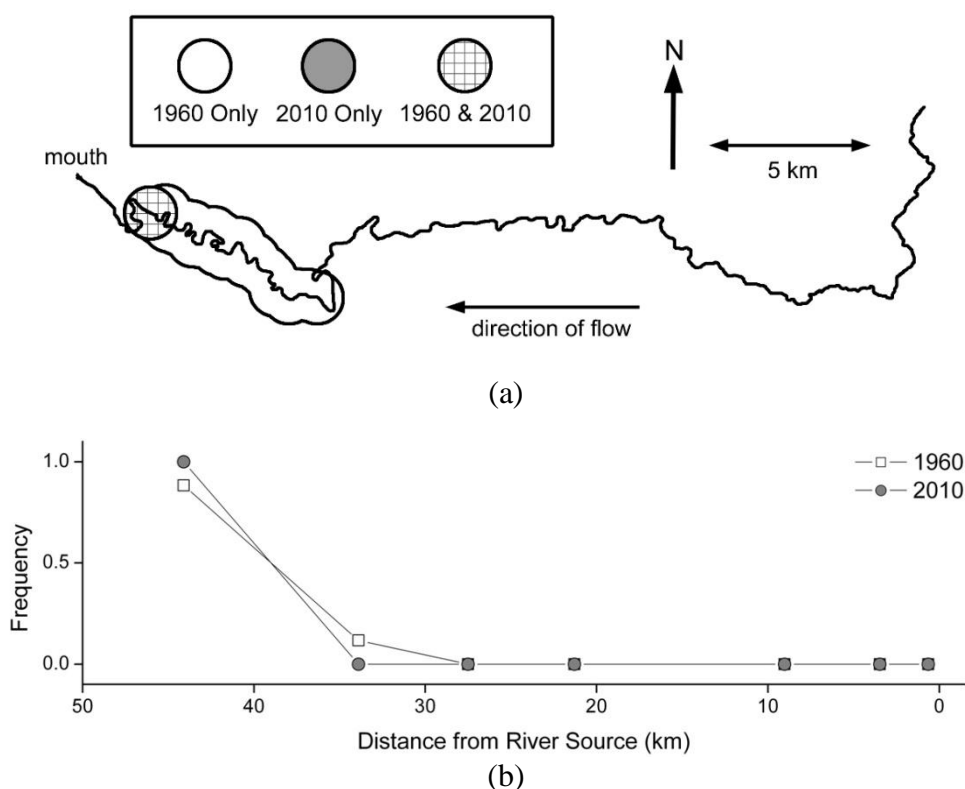 1960 Only 2010 Only 1960 & 2010
N
mouth
5 km
direction of flow
(a)
1.0
0.5
0.0
Frequency
1960
2010
50 40 30 20 10 0
Distance from River Source (km)
(b)